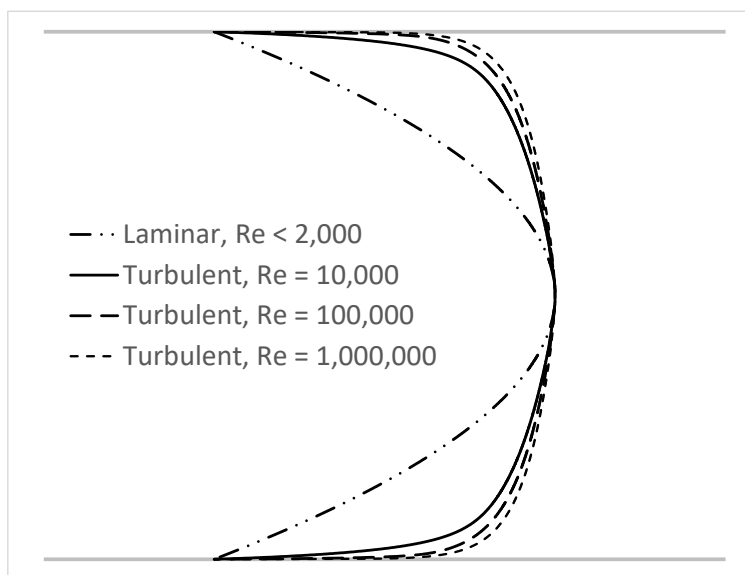 Laminar, Re < 2,000
Turbulent, Re = 10,000
Turbulent, Re = 100,000
Turbulent, Re = 1,000,000